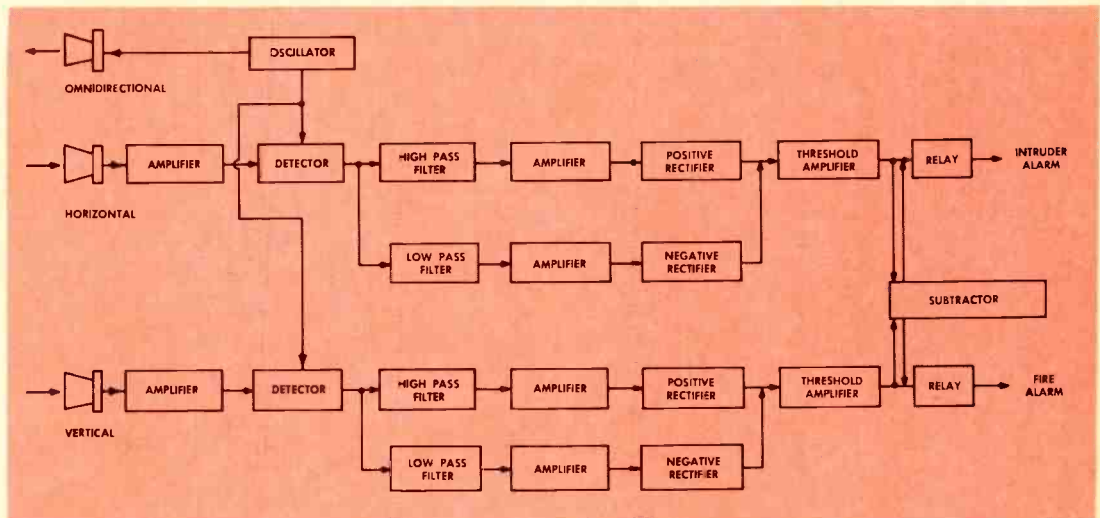 OSCILLATOR
OMNIDIRECTIONAL
AMPLIFIER
DETECTOR
HIGH PASS
FILTER
AMPLIFIER
POSITIVE
RECTIFIER
THRESHOLD
AMPLIFIER
RELAY
INTRUDER
ALARM
HORIZONTAL
LOW PASS
FILTER
AMPLIFIER
NEGATIVE
RECTIFIER
SUBTRACTOR
AMPLIFIER
DETECTOR
HIGH PASS
FILTER
AMPLIFIER
POSITIVE
RECTIFIER
THRESHOLD
AMPLIFIER
RELAY
FIRE
ALARM
VERTICAL
LOW PASS
FILTER
AMPLIFIER
NEGATIVE
RECTIFIER